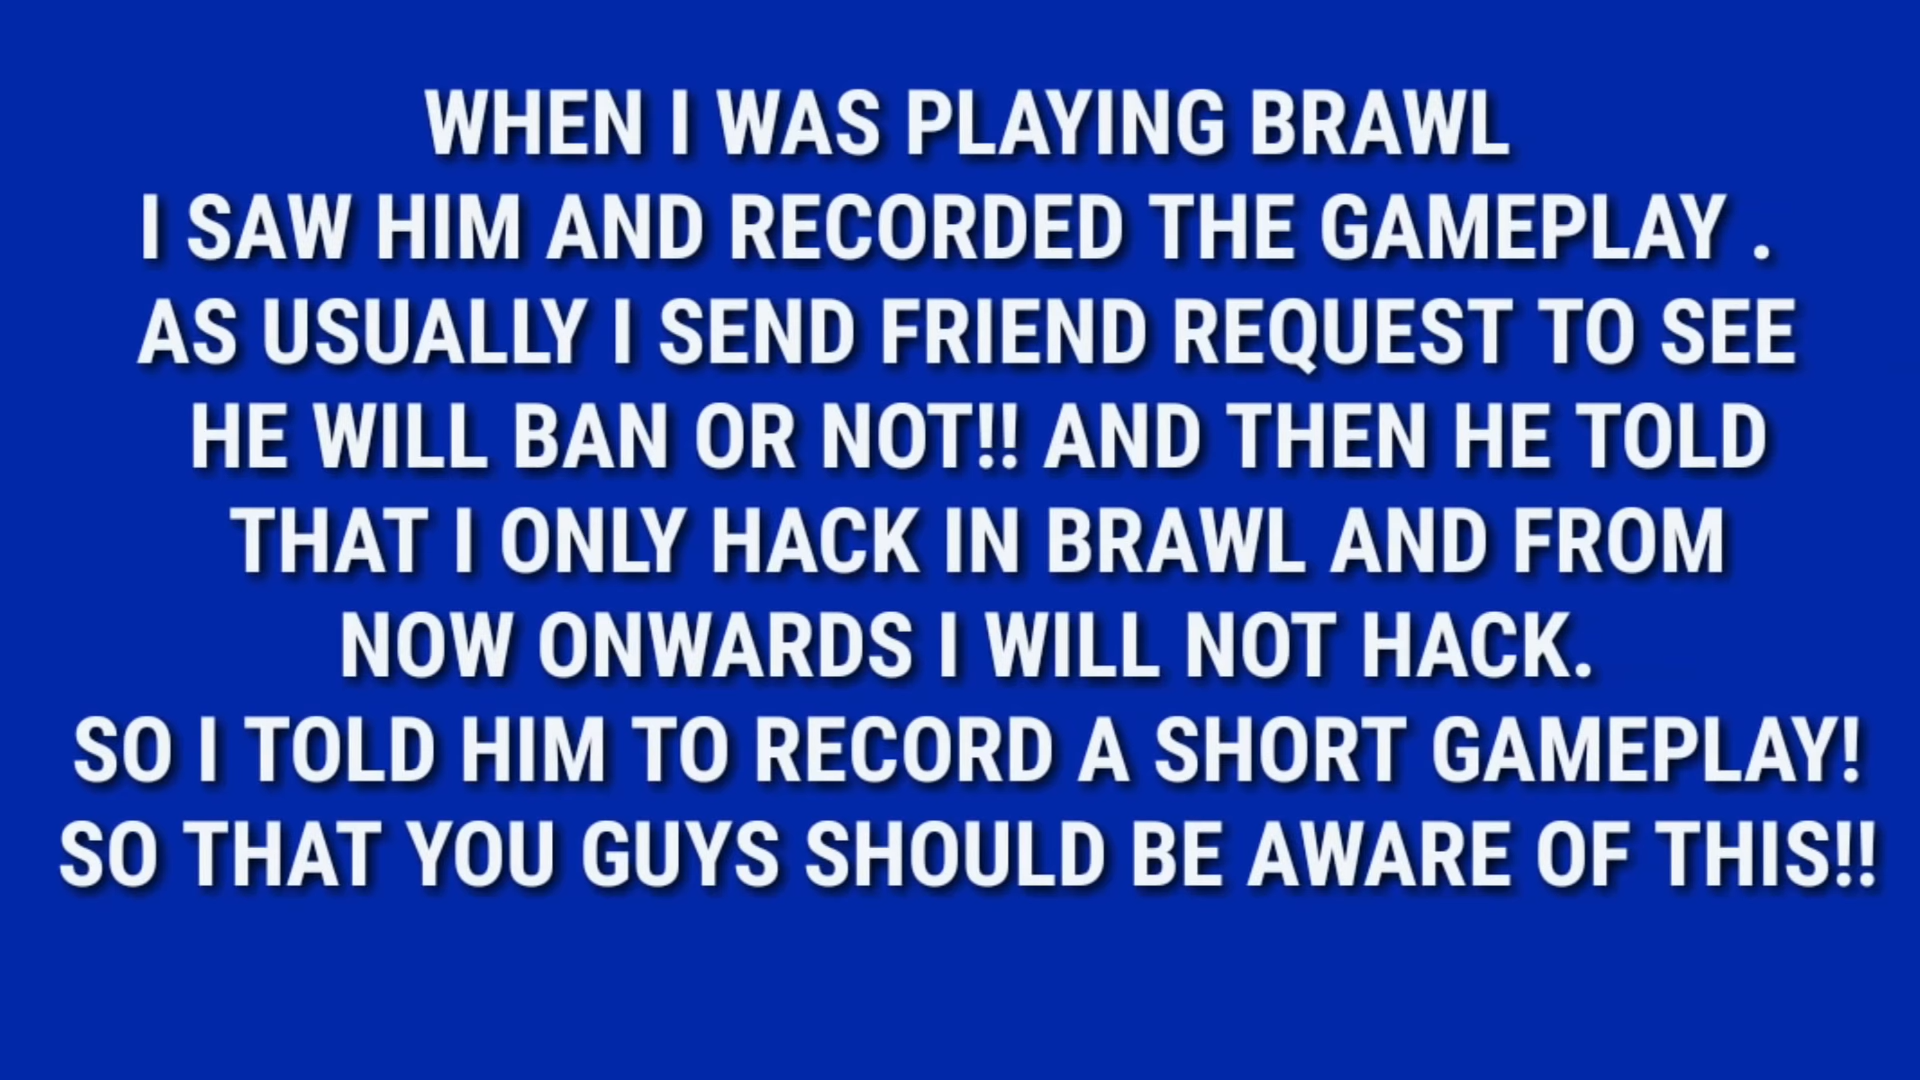 WHEN I WAS PLAYING BRAWL
I SAW HIM AND RECORDED THE GAMEPLAY .
AS USUALLY I SEND FRIEND REQUEST TO SEE
HE WILL BAN OR NOT!! AND THEN HE TOLD
THAT I ONLY HACK IN BRAWL AND FROM
NOW ONWARDS I WILL NOT HACK.
SO I TOLD HIM TO RECORD A SHORT GAMEPLAY!
SO THAT YOU GUYS SHOULD BE AWARE OF THIS!!